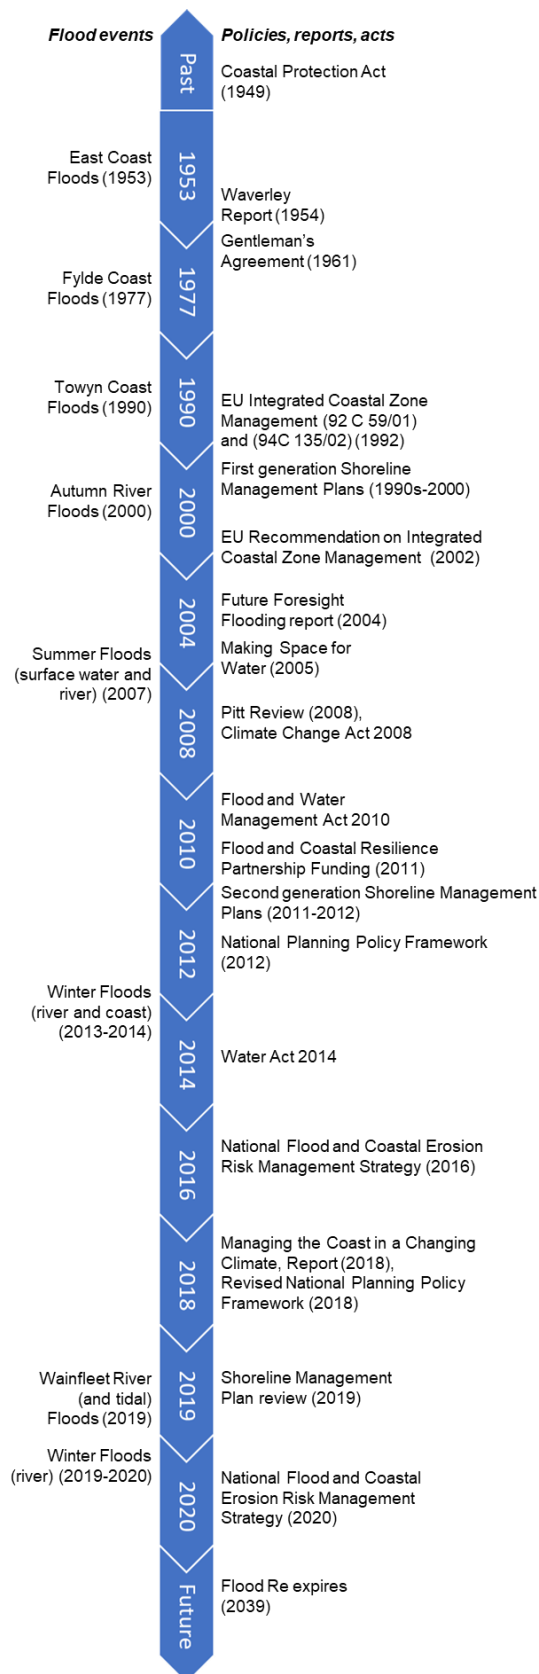 Flood events
Policies, reports, acts
Past
Coastal Protection Act
(1949)
East Coast
Floods (1953)
1953
Waverley
Report (1954)
Gentleman's
Agreement (1961)
Fylde Coast
Floods (1977)
1977
Towyn Coast
Floods (1990)
1990
EU Integrated Coastal Zone
Management (92 C 59/01)
and (94C 135/02) (1992)
First generation Shoreline
Management Plans (1990s-2000)
Autumn River
Floods (2000)
2000
EU Recommendation on Integrated
Coastal Zone Management (2002)
2004
Future Foresight
Flooding report (2004)
Making Space for
Water (2005)
Summer Floods
(surface water and
river) (2007)
2008
Pitt Review (2008),
Climate Change Act 2008
2010
Flood and Water
Management Act 2010
Flood and Coastal Resilience
Partnership Funding (2011)
Second generation Shoreline Management
Plans (2011-2012)
2012
National Planning Policy Framework
(2012)
Winter Floods
(river and coast)
(2013-2014)
2014
Water Act 2014
2016
National Flood and Coastal Erosion
Risk Management Strategy (2016)
2018
Managing the Coast in a Changing
Climate, Report (2018),
Revised National Planning Policy
Framework (2018)
Wainfleet River
(and tidal)
Floods (2019)
2019
Shoreline Management
Plan review (2019)
Winter Floods
(river) (2019-2020)
2020
National Flood and Coastal
Erosion Risk Management
Strategy (2020)
Future
Flood Re expires
(2039)